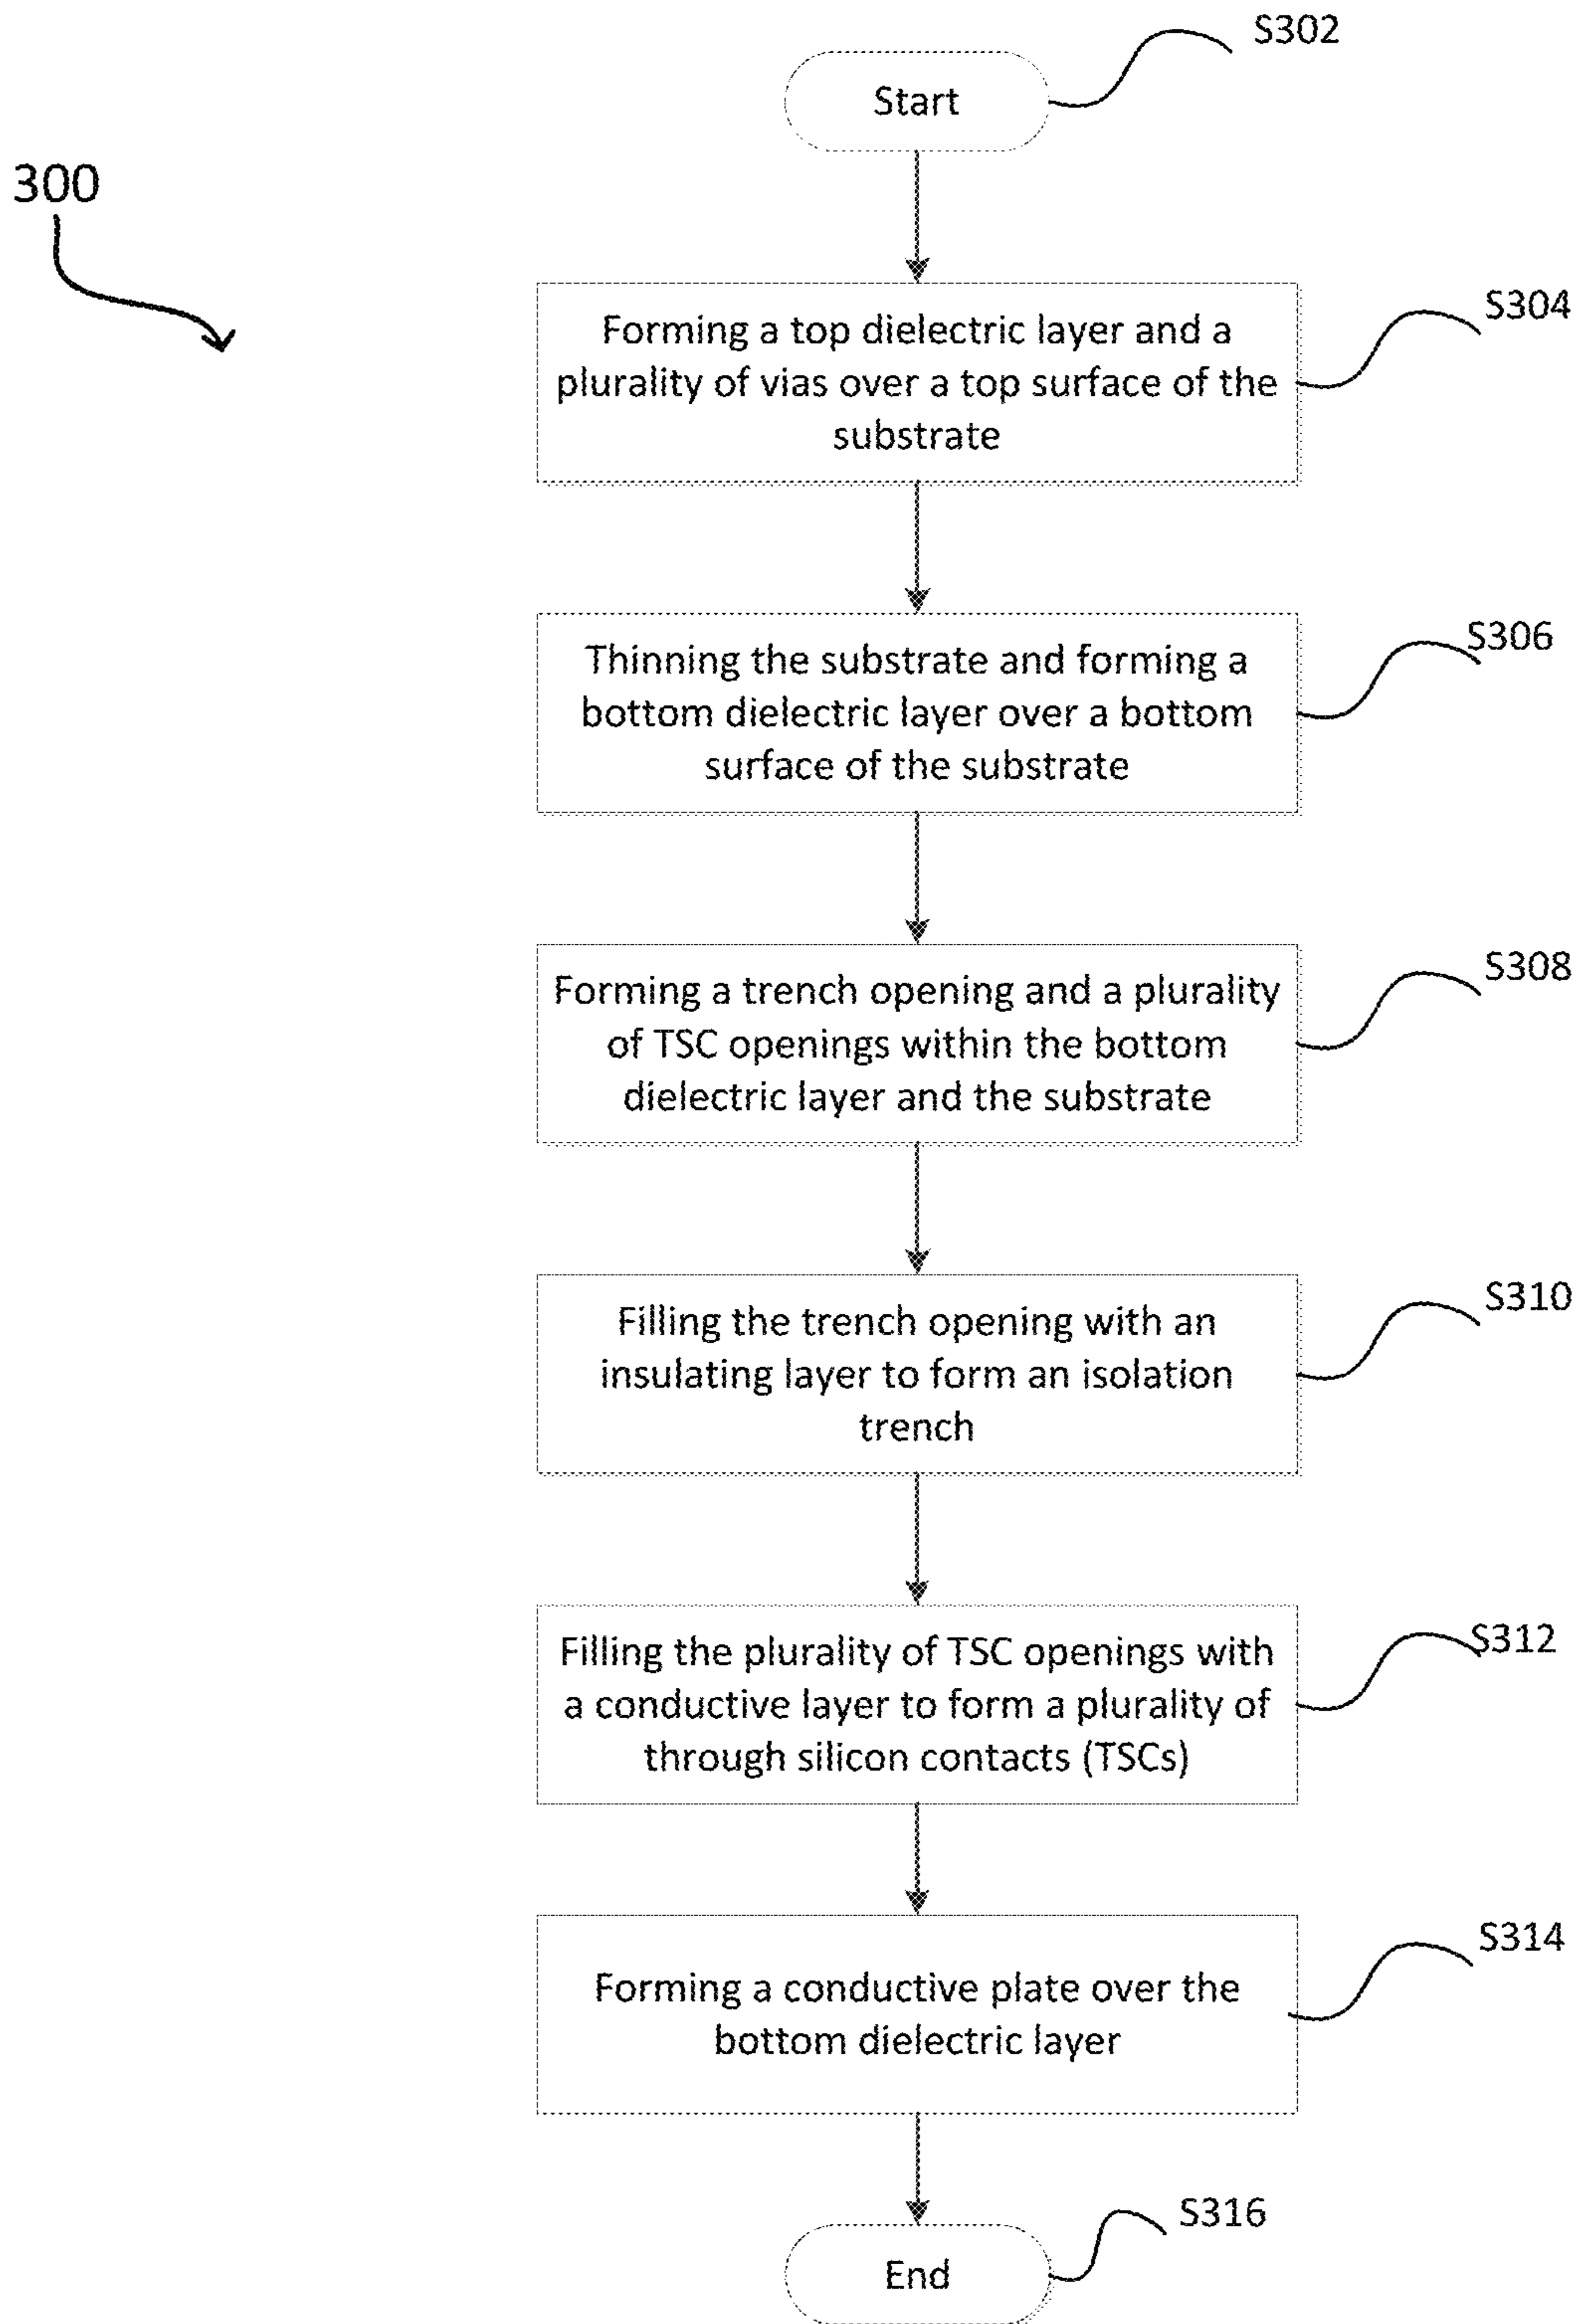 S302
Start
300
S304
Forming a top dielectric layer and a
plurality of vias over a top surface of the
substrate
S306
Thinning the substrate and forming a
bottom dielectric layer over a bottom
surface of the substrate
S308
Forming a trench opening and a plurality
of TSC openings within the bottom
dielectric layer and the substrate
S310
Filling the trench opening with an
insulating layer to form an isolation
trench
S312
Filling the plurality of TSC openings with
a conductive layer to form a plurality of
through silicon contacts (TSCs)
S314
Forming a conductive plate over the
bottom dielectric layer
S316
End